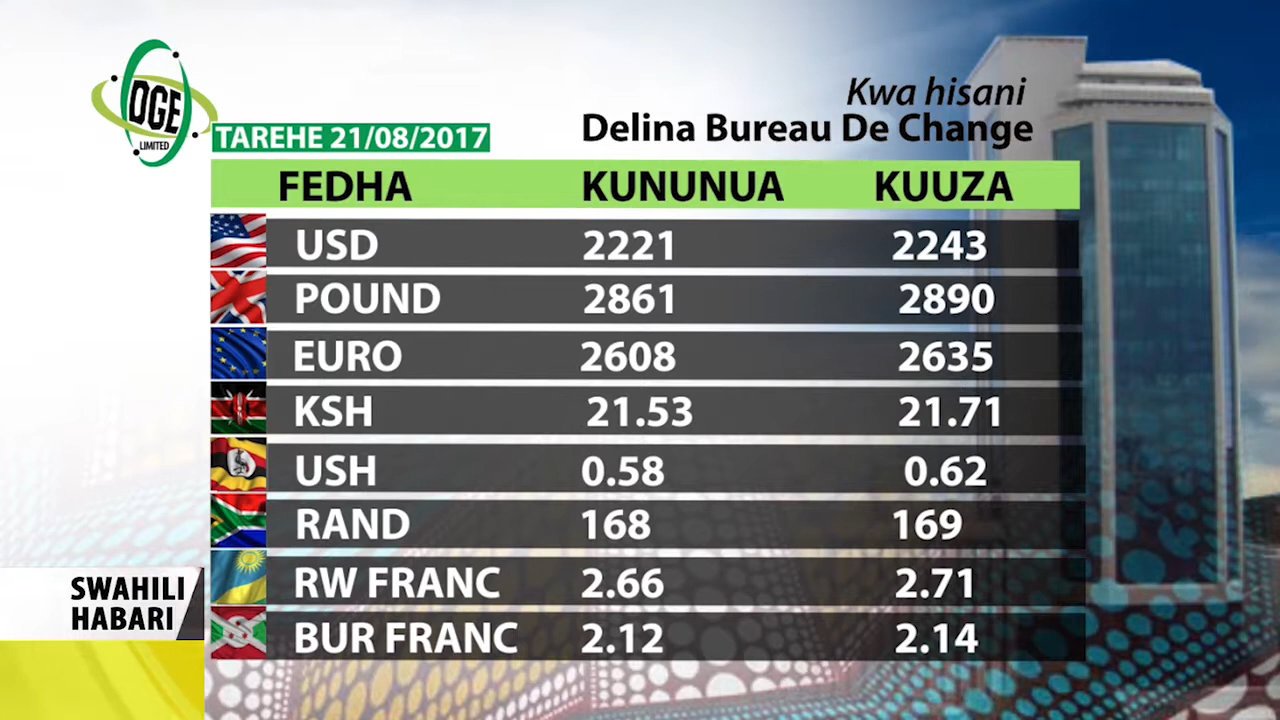 DGE
LIMITED
TAREHE 21/08/2017
Kwa hisani
Delina Bureau De Change
FEDHA KUNUNUA KUUZA
USD 2221 2243
POUND 2861 2890
EURO 2608 2635
KSH 21.53 21.71
USH 0.58 0.62
RAND 168 169
RW FRANC 2.66 2.71
BUR FRANC 2.12 2.14
SWAHILI
HABARI